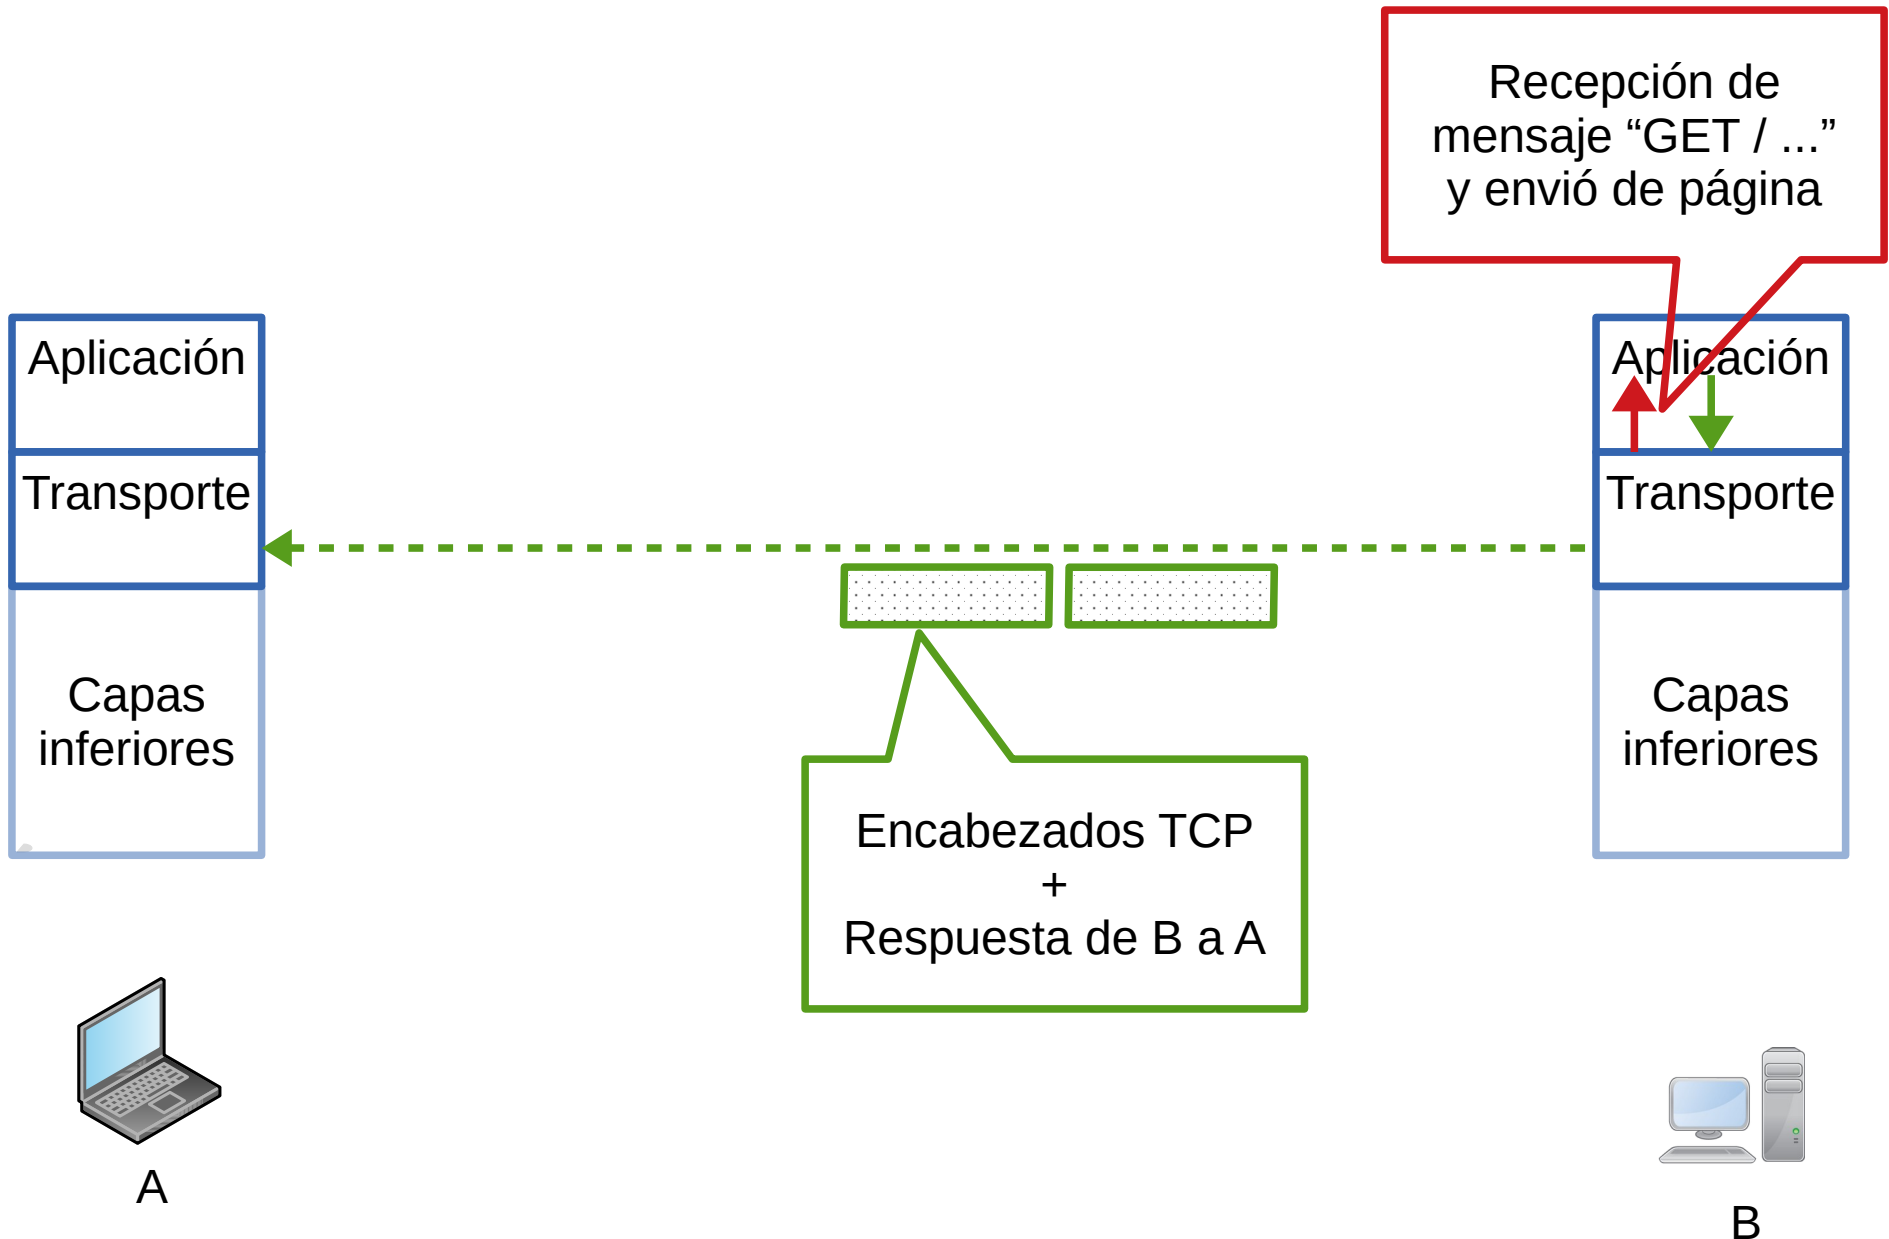 Recepción de
mensaje “GET / ...”
y envió de página
Aplicación
Transporte
Capas
inferiores
Aplicación
Transporte
Capas
inferiores
Encabezados TCP
+
Respuesta de B a A
A
B